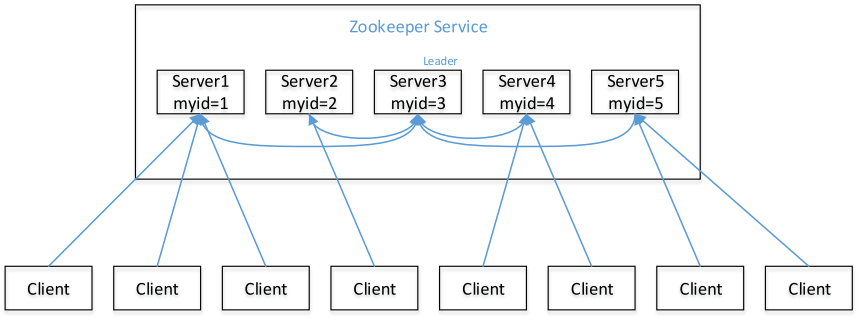 Zookeeper Service
Leader
Server1
myid=1
Server2
myid=2
Server3
myid=3
Server4
myid=4
Server5
myid=5
Client
Client
Client
Client
Client
Client
Client
Client